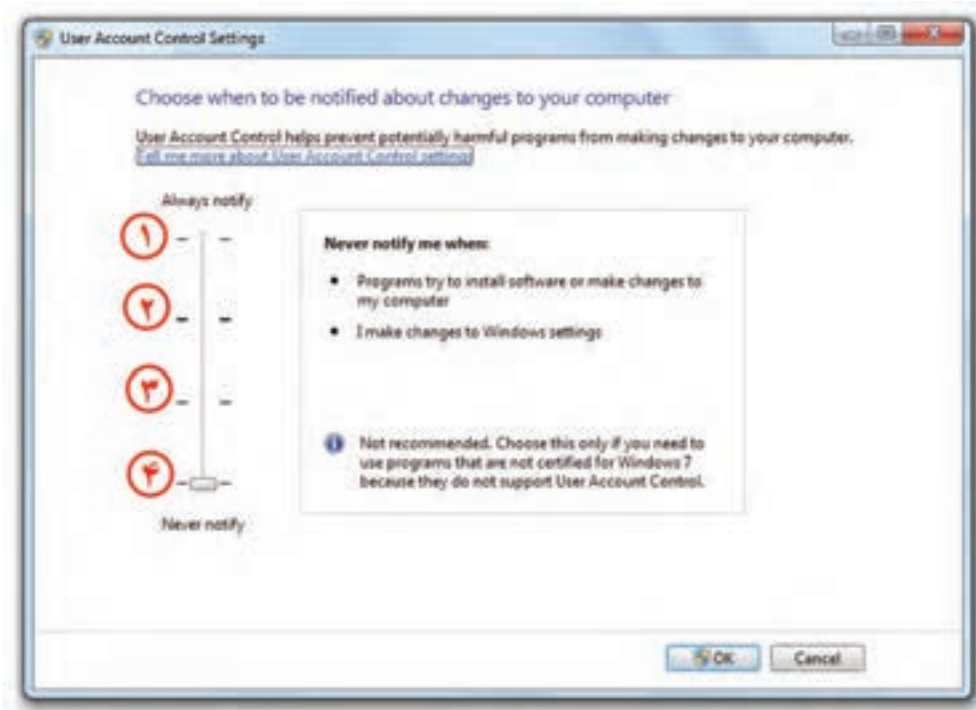 User Account Control Settings
Choose when to be notified about changes to your computer
User Account Control helps prevent potentially harmful programs from making changes to your computer.
Tell me more about User Account Control settings
Always notify
۱
۲
۳
۴
Never notify
Never notify me when:
• Programs try to install software or make changes to
my computer
• I make changes to Windows settings
Not recommended. Choose this only if you need to
use programs that are not certified for Windows 7
because they do not support User Account Control.
OK
Cancel